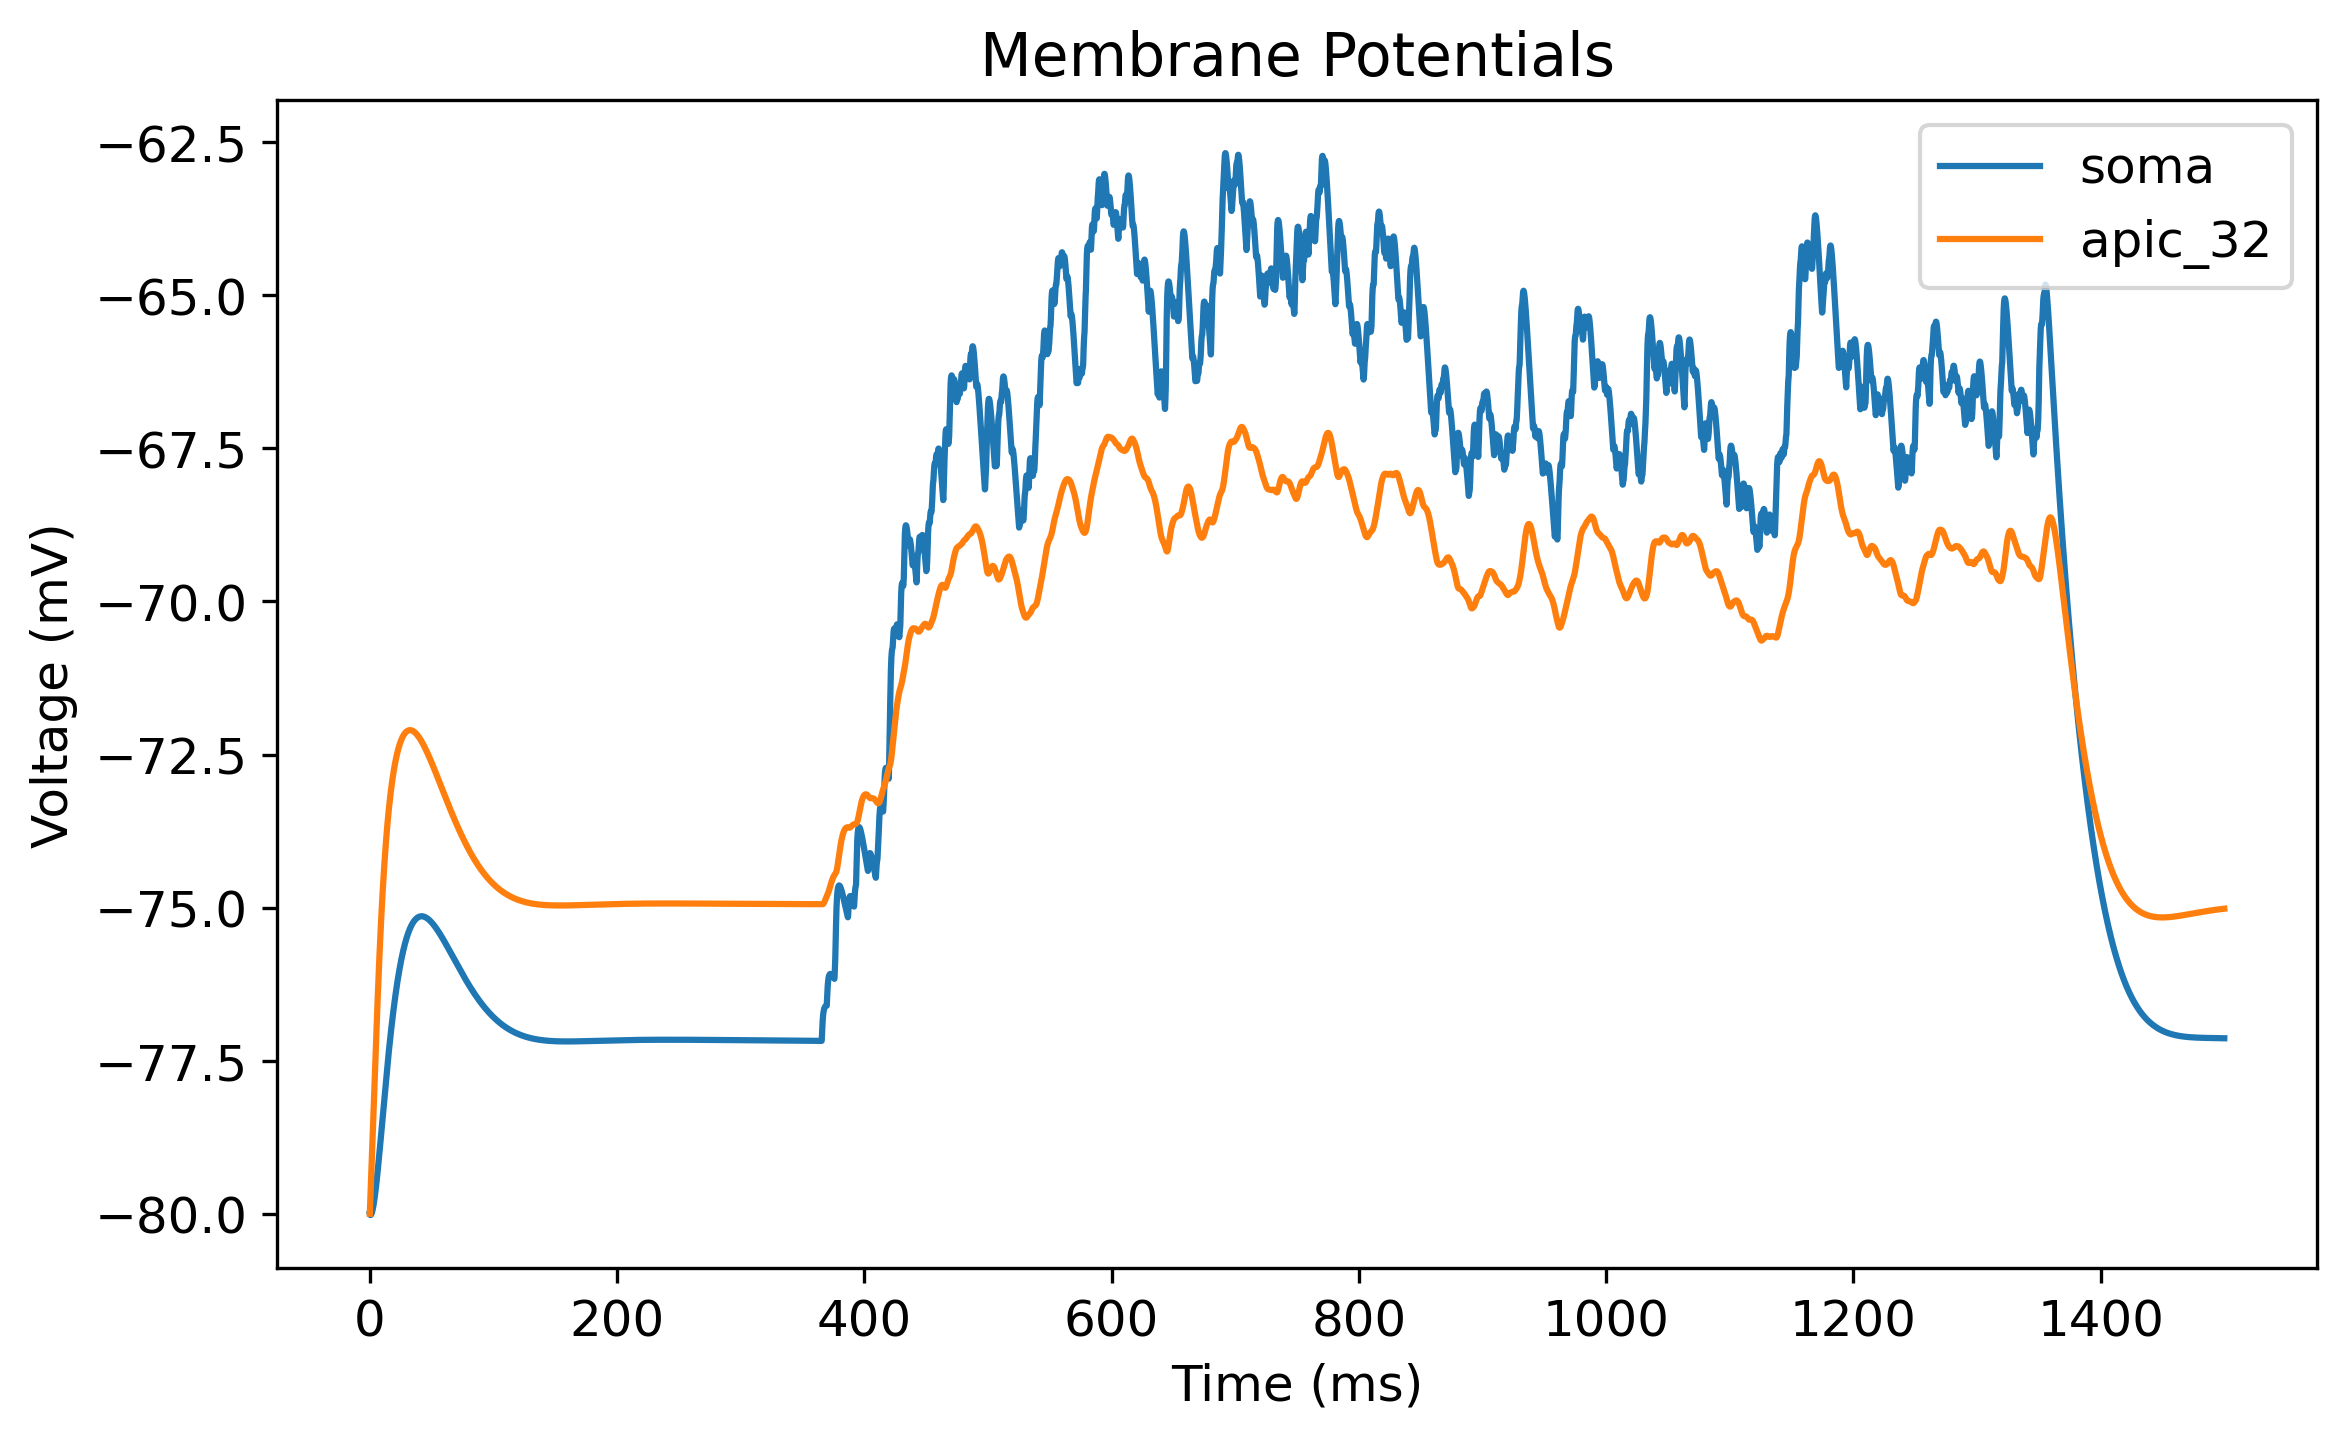 Membrane Potentials
Voltage (mV)
−62.5
−65.0
−67.5
−70.0
−72.5
−75.0
−77.5
−80.0
soma
apic_32
0 200 400 600 800 1000 1200 1400
Time (ms)